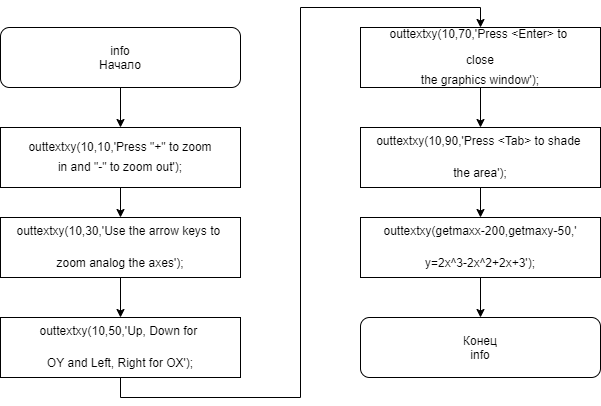 info
Начало
outtextxy(10,10,'Press "+" to zoom
in and "-" to zoom out');
outtextxy(10,30,'Use the arrow keys to
zoom analog the axes');
outtextxy(10,50,'Up, Down for
OY and Left, Right for OX');
outtextxy(10,70,'Press <Enter> to
close
the graphics window');
outtextxy(10,90,'Press <Tab> to shade
the area');
outtextxy(getmaxx-200,getmaxy-50,'
y=2x^3-2x^2+2x+3');
Конец
info